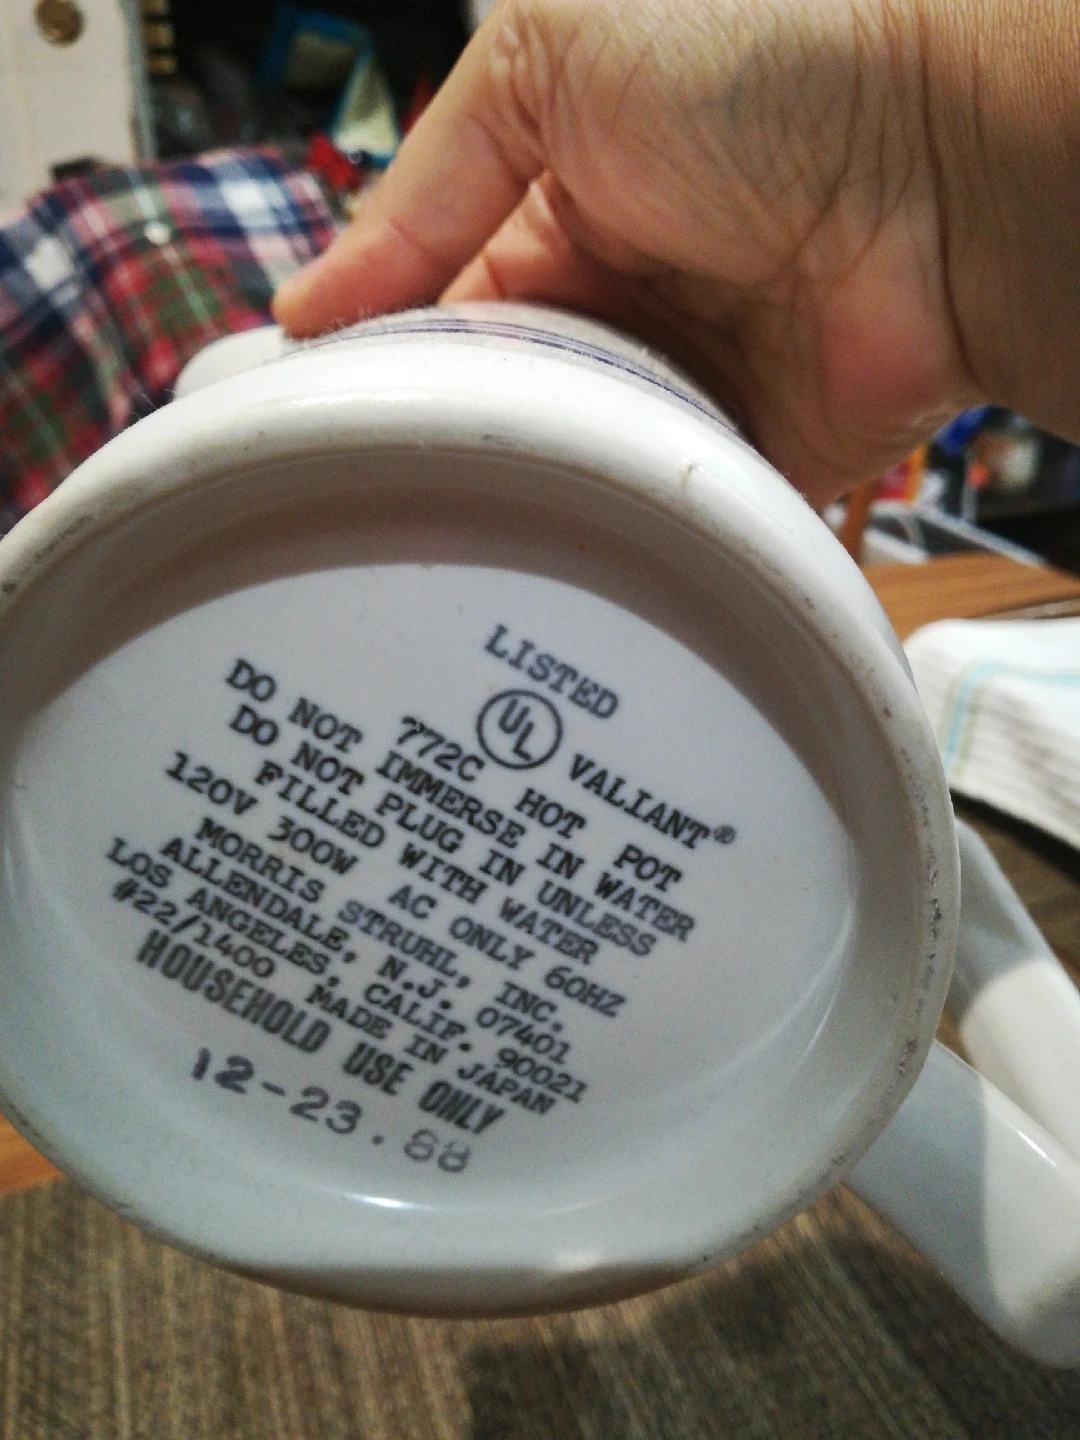 LISTED
UL
VALIANT®
772C HOT POT
DO NOT IMMERSE IN WATER
DO NOT PLUG IN UNLESS
FILLED WITH WATER
120V 300W AC ONLY 60HZ
MORRIS STRUHL, INC.
ALLENDALE, N.J. 07401
LOS ANGELES, CALIF. 90021
#22/1400 MADE IN JAPAN
HOUSEHOLD USE ONLY
12-23.88